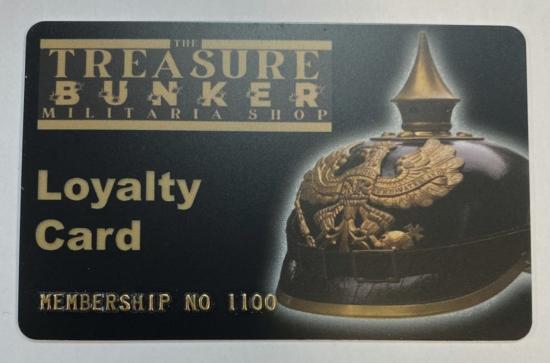 THE
TREASURE
BUNKER
MILITARIA SHOP
Loyalty
Card
MEMBERSHIP NO 1100